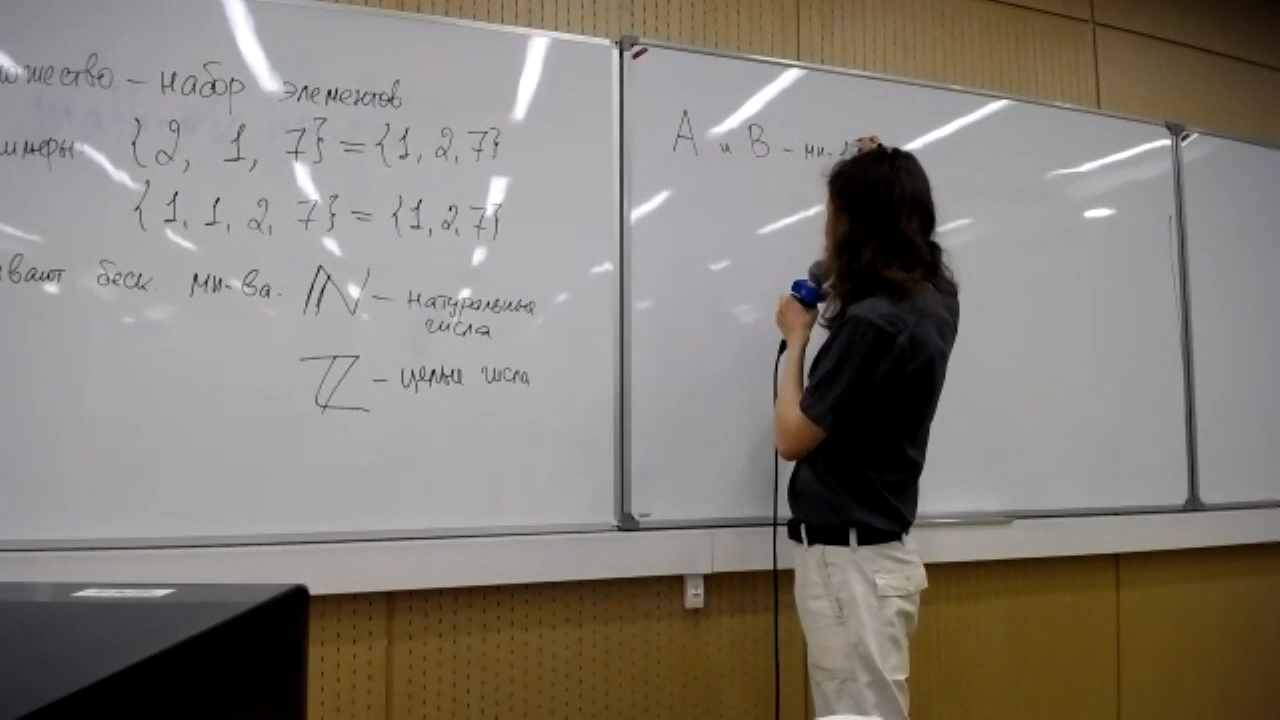 ожество – набор элементов
имеры {2, 1, 7} = {1, 2, 7}
{1, 1, 2, 7} = {1, 2, 7}
вают беск. мн-ва. ℕ – натуральные
числа
ℤ – целые числа
A и B – мн-